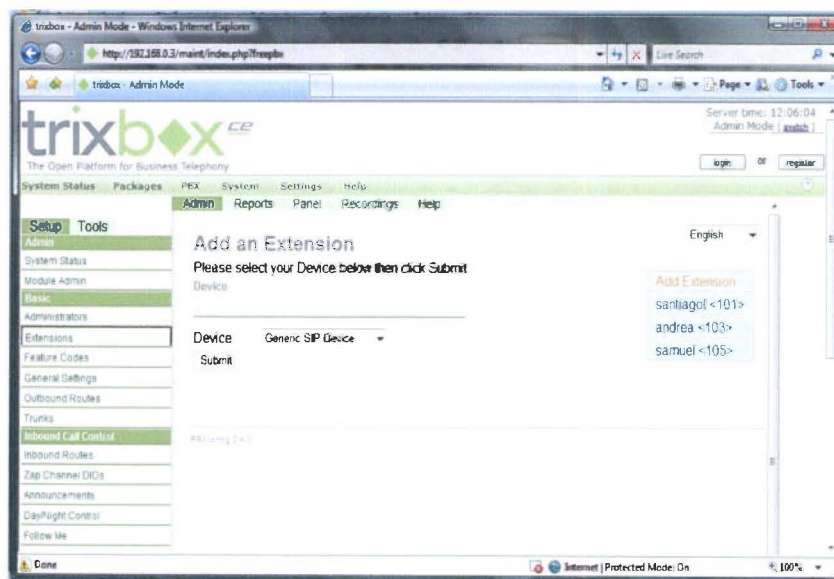 trixbox - Admin Mode - Windows Internet Explorer
http://192.168.0.3/maint/index.php?freepbx
Live Search
trixbox - Admin Mode
Page
Tools
trixbox CE
The Open Platform for Business Telephony
Server time: 12:06:04
Admin Mode [ switch ]
login or register
System Status Packages PBX System Settings Help
Admin Reports Panel Recordings Help
Setup Tools
English
Admin
System Status
Module Admin
Basic
Administrators
Extensions
Feature Codes
General Settings
Outbound Routes
Trunks
Inbound Call Control
Inbound Routes
Zap Channel DIDs
Announcements
Day/Night Control
Follow Me
Add an Extension
Please select your Device below then click Submit
Device
Device Generic SIP Device
Submit
Add Extension
santiagof <101>
andrea <103>
samuel <105>
Done
Internet | Protected Mode: On
100%